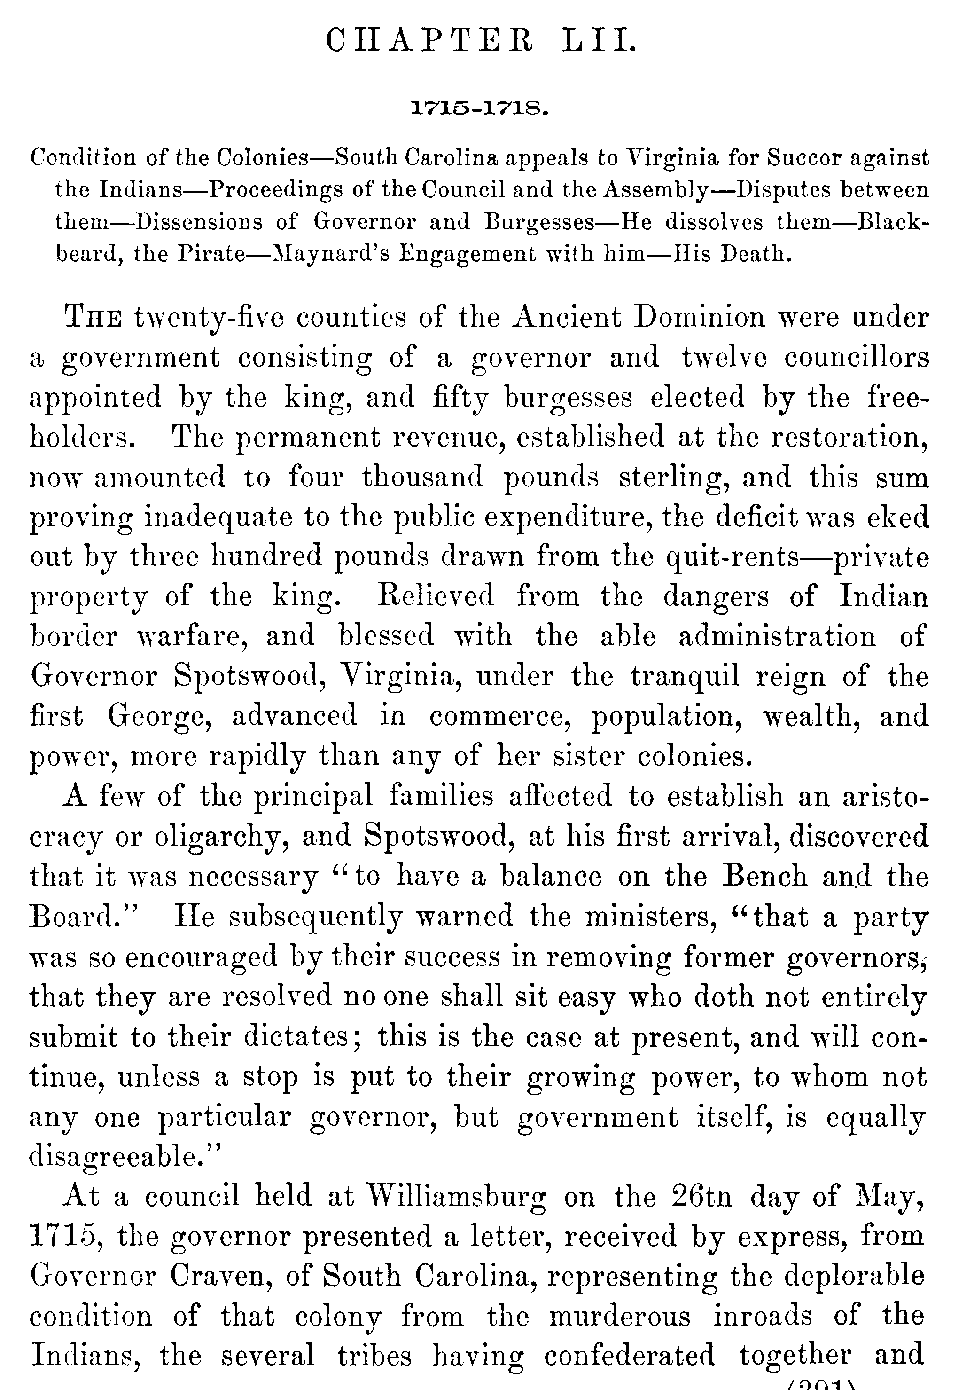 CHAPTER LII.
1715-1718.
Condition of the Colonies—South Carolina appeals to Virginia for Succor against
the Indians—Proceedings of the Council and the Assembly—Disputes between
them—Dissensions of Governor and Burgesses—He dissolves them—Black-
beard, the Pirate—Maynard's Engagement with him—His Death.
THE twenty-five counties of the Ancient Dominion were under
a government consisting of a governor and twelve councillors
appointed by the king, and fifty burgesses elected by the free-
holders. The permanent revenue, established at the restoration,
now amounted to four thousand pounds sterling, and this sum
proving inadequate to the public expenditure, the deficit was eked
out by three hundred pounds drawn from the quit-rents—private
property of the king. Relieved from the dangers of Indian
border warfare, and blessed with the able administration of
Governor Spotswood, Virginia, under the tranquil reign of the
first George, advanced in commerce, population, wealth, and
power, more rapidly than any of her sister colonies.
A few of the principal families affected to establish an aristo-
cracy or oligarchy, and Spotswood, at his first arrival, discovered
that it was necessary "to have a balance on the Bench and the
Board." He subsequently warned the ministers, "that a party
was so encouraged by their success in removing former governors,
that they are resolved no one shall sit easy who doth not entirely
submit to their dictates; this is the case at present, and will con-
tinue, unless a stop is put to their growing power, to whom not
any one particular governor, but government itself, is equally
disagreeable."
At a council held at Williamsburg on the 26th day of May,
1715, the governor presented a letter, received by express, from
Governor Craven, of South Carolina, representing the deplorable
condition of that colony from the murderous inroads of the
Indians, the several tribes having confederated together and